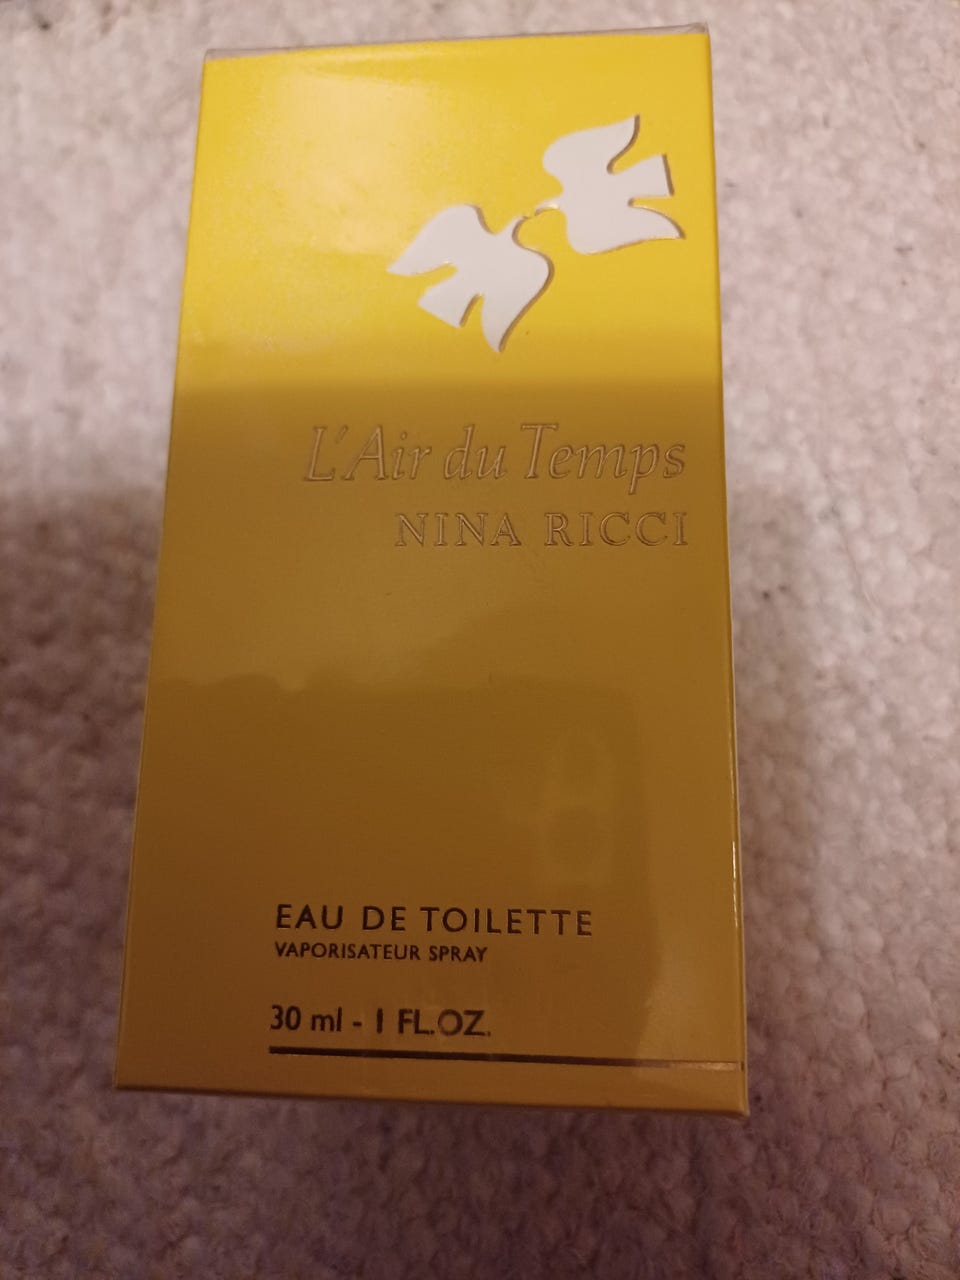 L'Air du Temps
NINA RICCI
EAU DE TOILETTE
VAPORISATEUR SPRAY
30 ml - 1 FL.OZ.